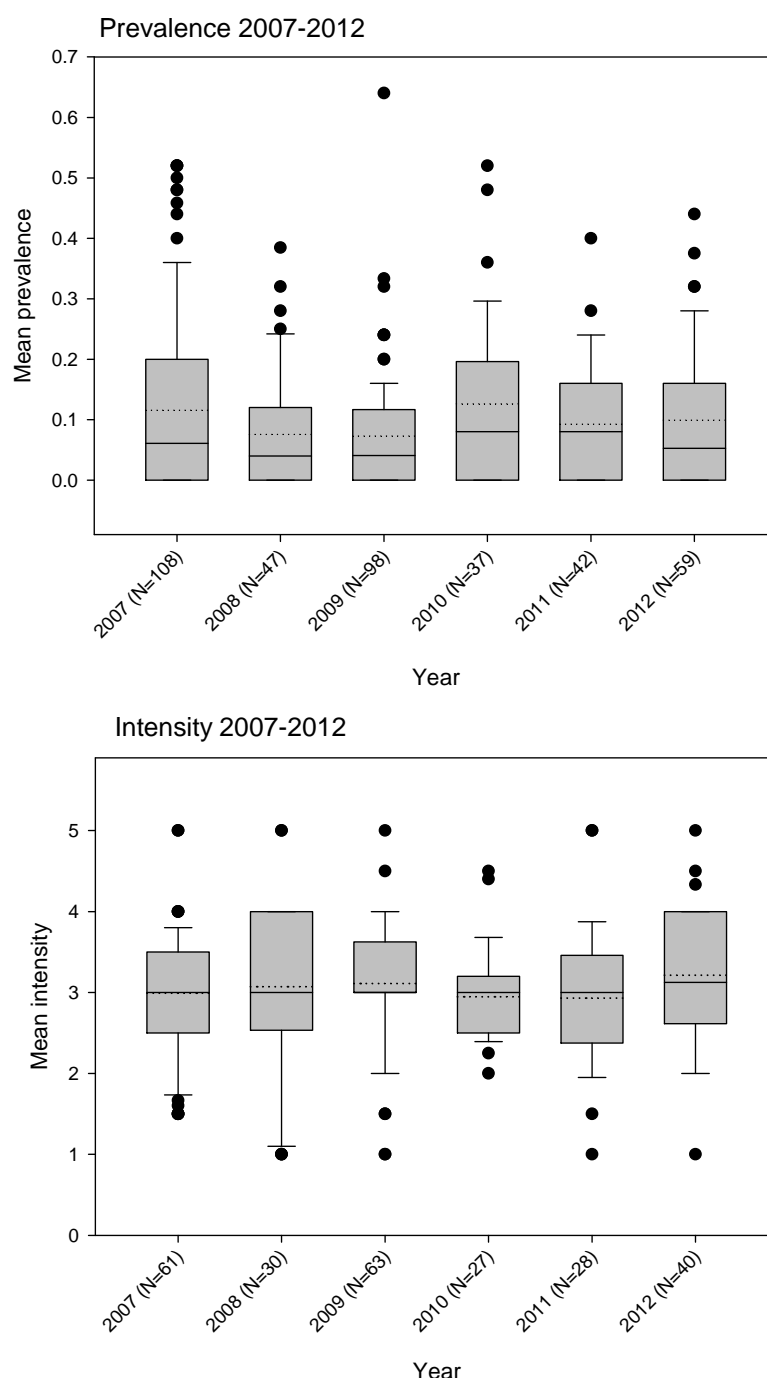 Prevalence 2007-2012
Mean prevalence
0.7
0.6
0.5
0.4
0.3
0.2
0.1
0.0
2007 (N=108)
2008 (N=47)
2009 (N=98)
2010 (N=37)
2011 (N=42)
2012 (N=59)
Year
Intensity 2007-2012
Mean intensity
5
4
3
2
1
0
2007 (N=61)
2008 (N=30)
2009 (N=63)
2010 (N=27)
2011 (N=28)
2012 (N=40)
Year